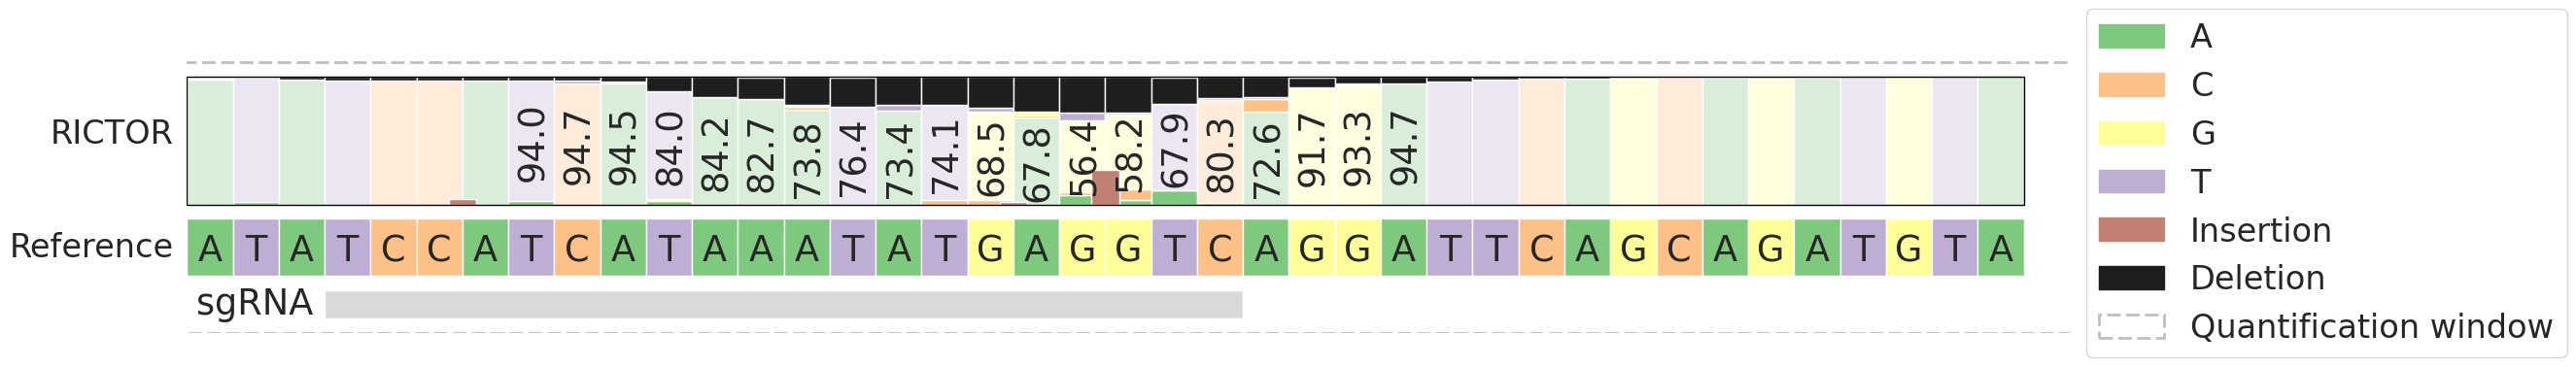 RICTOR
94.0 94.7 94.5 84.0 84.2 82.7 73.8 76.4 73.4 74.1 68.5 67.8 56.4 58.2 67.9 80.3 72.6 91.7 93.3 94.7
Reference A T A T C C A T C A T A A A T A T G A G G T C A G G A T T C A G C A G A T G T A
sgRNA
A
C
G
T
Insertion
Deletion
Quantification window